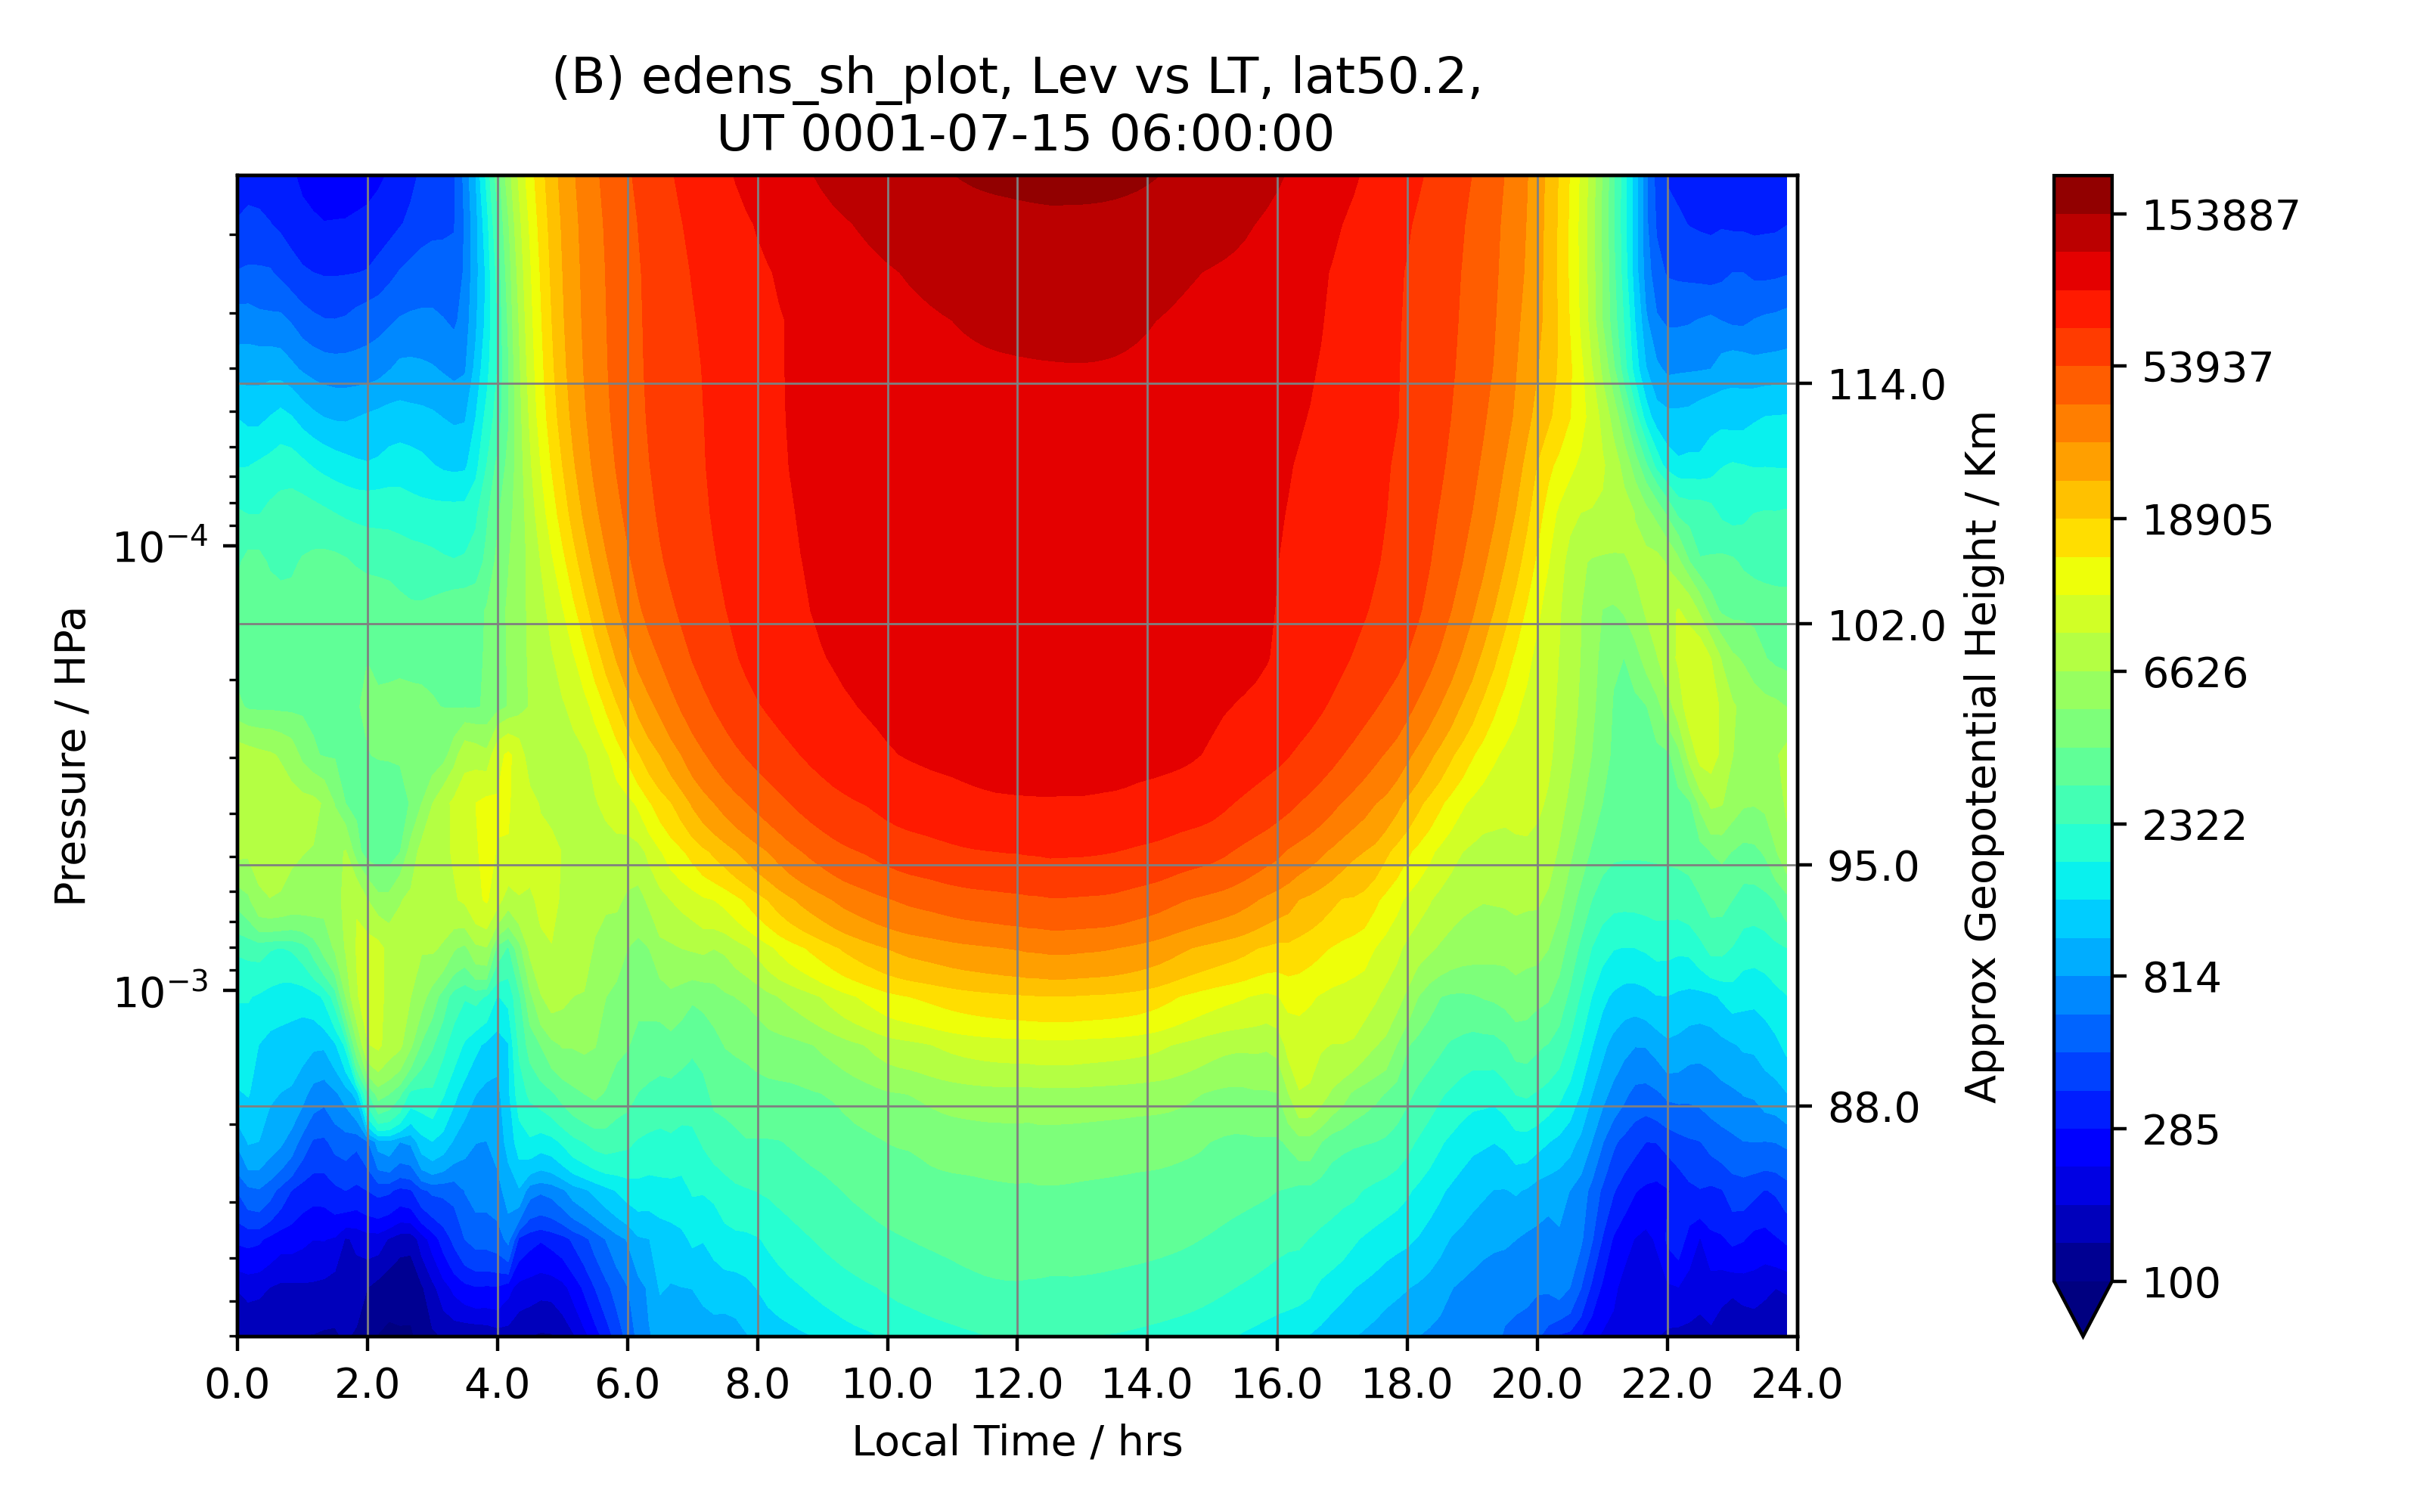 (B) edens_sh_plot, Lev vs LT, lat50.2,
UT 0001-07-15 06:00:00
Pressure / HPa
10⁻⁴
10⁻³
0.0 2.0 4.0 6.0 8.0 10.0 12.0 14.0 16.0 18.0 20.0 22.0 24.0
Local Time / hrs
114.0
102.0
95.0
88.0
Approx Geopotential Height / Km
153887
53937
18905
6626
2322
814
285
100